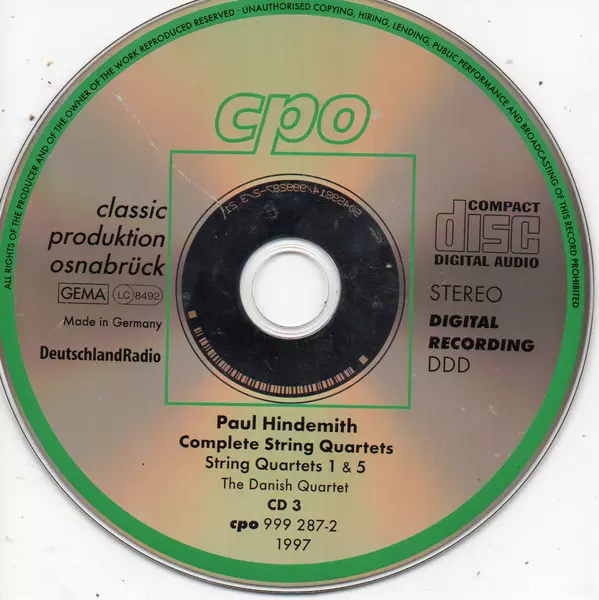 ALL RIGHTS OF THE PRODUCER AND OF THE OWNER OF THE WORK REPRODUCED RESERVED · UNAUTHORISED COPYING, HIRING, LENDING, PUBLIC PERFORMANCE AND BROADCASTING OF THIS RECORD PROHIBITED
cpo
classic
produktion
osnabrück
GEMA LC 8492
Made in Germany
DeutschlandRadio
COMPACT
disc
DIGITAL AUDIO
STEREO
DIGITAL
RECORDING
DDD
Paul Hindemith
Complete String Quartets
String Quartets 1 & 5
The Danish Quartet
CD 3
cpo 999 287-2
1997